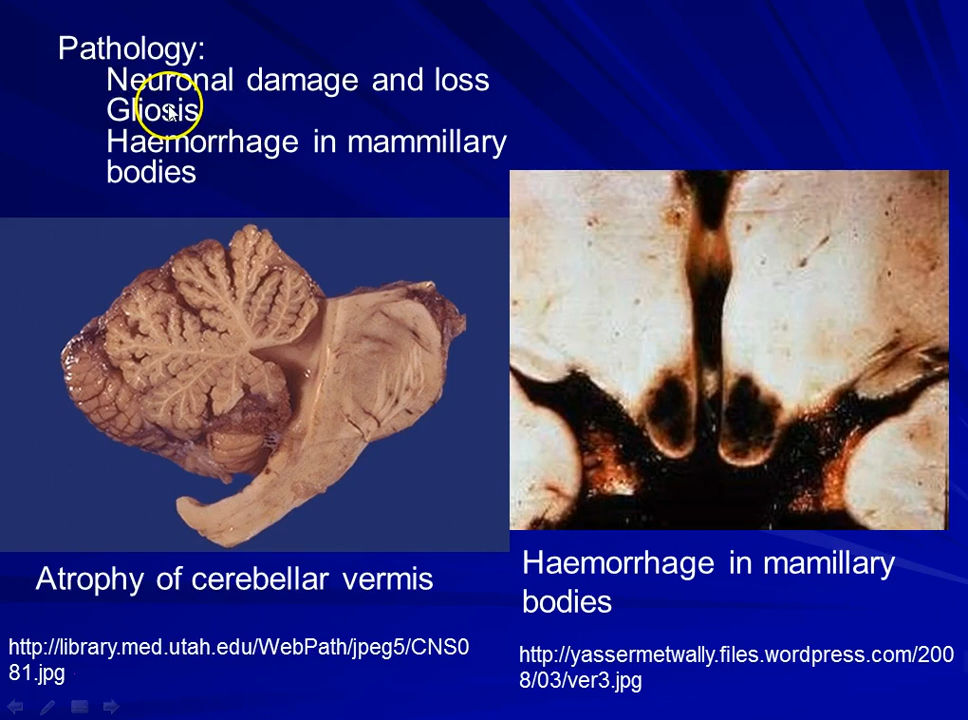 Pathology:
Neuronal damage and loss
Gliosis
Haemorrhage in mammillary
bodies
Atrophy of cerebellar vermis
http://library.med.utah.edu/WebPath/jpeg5/CNS0
81.jpg
Haemorrhage in mamillary
bodies
http://yassermetwally.files.wordpress.com/200
8/03/ver3.jpg